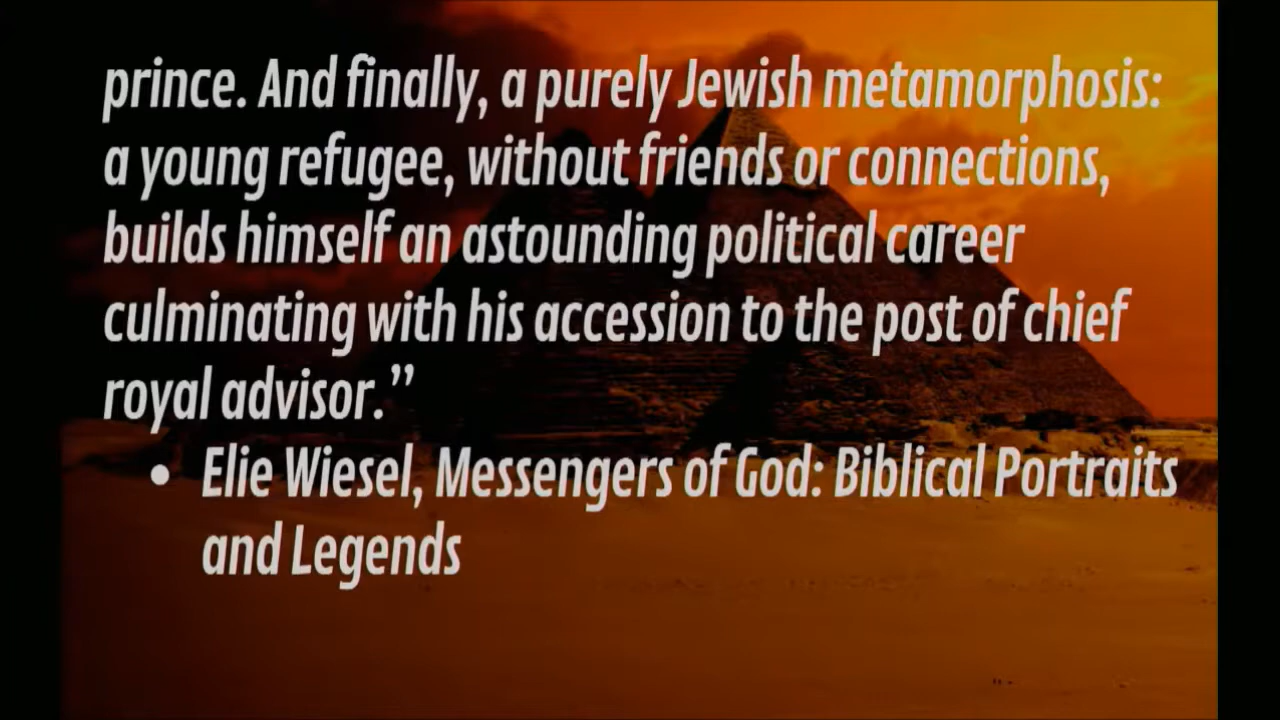 prince. And finally, a purely Jewish metamorphosis:
a young refugee, without friends or connections,
builds himself an astounding political career
culminating with his accession to the post of chief
royal advisor.”
• Elie Wiesel, Messengers of God: Biblical Portraits
and Legends